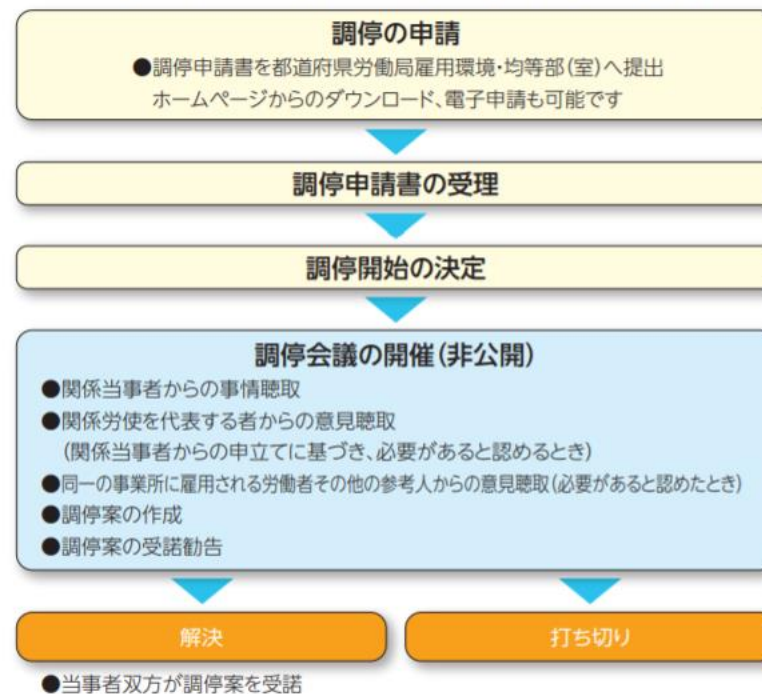 調停の申請
●調停申請書を都道府県労働局雇用環境・均等部(室)へ提出
ホームページからのダウンロード、電子申請も可能です
調停申請書の受理
調停開始の決定
調停会議の開催(非公開)
●関係当事者からの事情聴取
●関係労使を代表する者からの意見聴取
(関係当事者からの申立てに基づき、必要があると認めるとき)
●同一の事業所に雇用される労働者その他の参考人からの意見聴取(必要があると認めたとき)
●調停案の作成
●調停案の受諾勧告
解決
打ち切り
●当事者双方が調停案を受諾